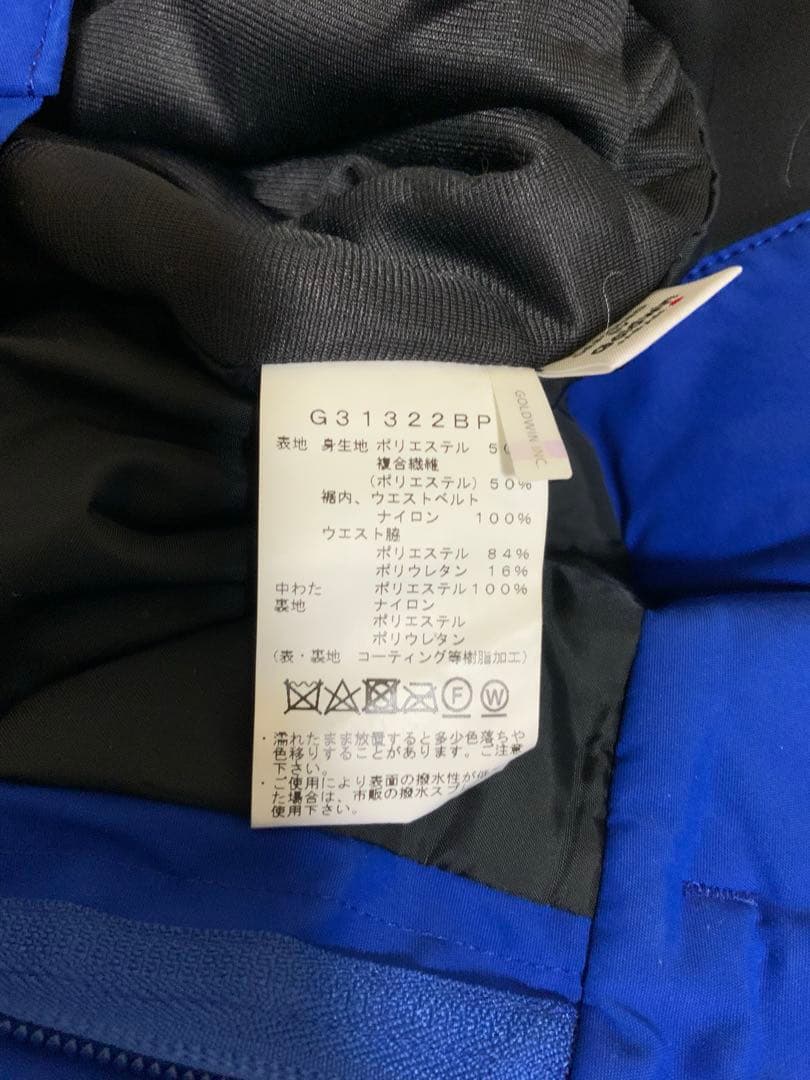 G31322BP
GOLDWIN INC.
表地 身生地 ポリエステル 50
複合繊維
(ポリエステル) 50%
裾内、ウエストベルト
ナイロン 100%
ウエスト脇
ポリエステル 84%
ポリウレタン 16%
中わた ポリエステル100%
裏地 ナイロン
ポリエステル
ポリウレタン
(表・裏地 コーティング等樹脂加工)
F W
・濡れたまま放置すると多少色落ちや
色移りすることがあります。ご注意
下さい。
・ご使用により表面の撥水性が
た場合は、市販の撥水スプ
使用下さい。